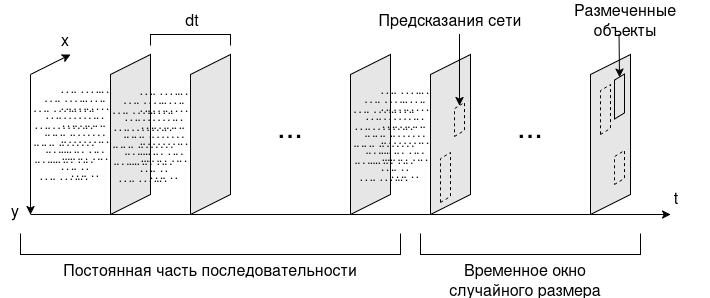 dt
Предсказания сети
Размеченные
объекты
x
...
...
y
t
Постоянная часть последовательности
Временное окно
случайного размера